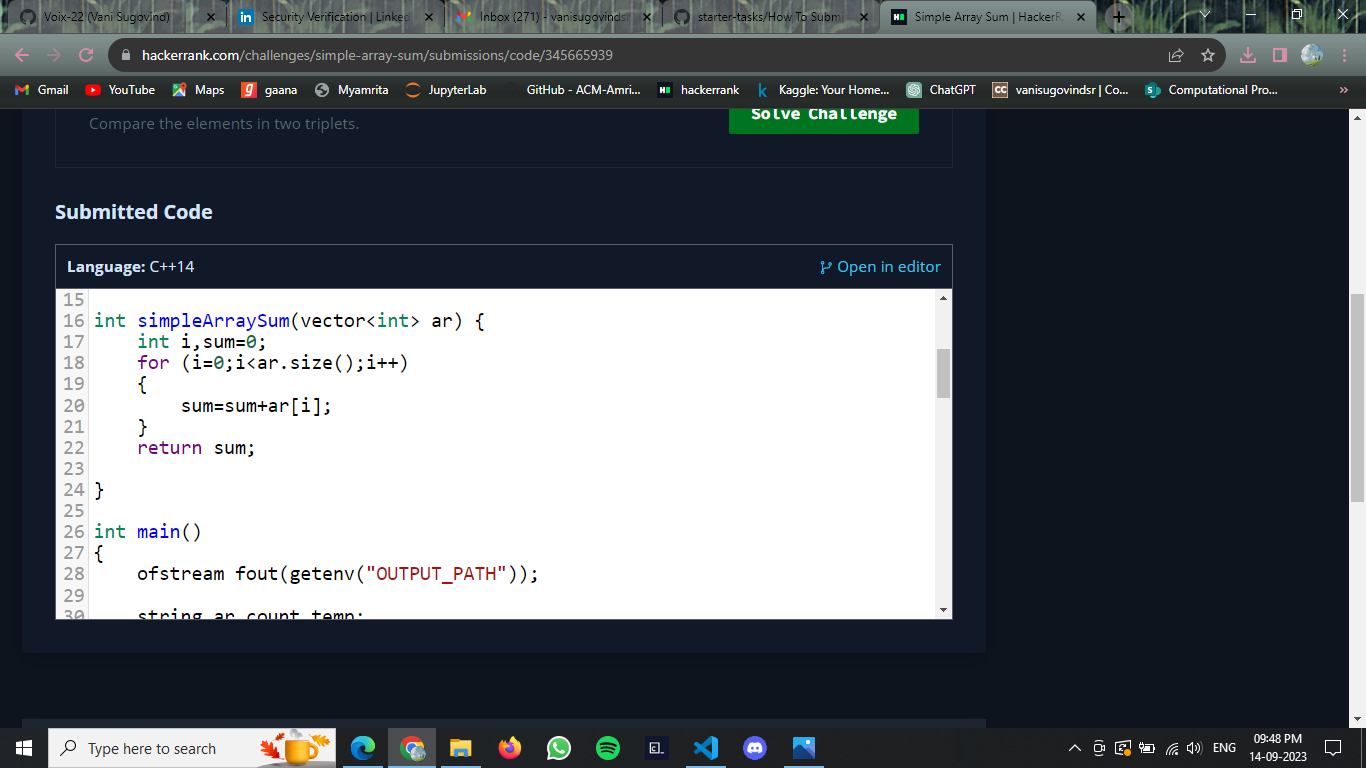 Voix-22 (Vani Sugovind)
Security Verification | Linked
Inbox (271) - vanisugovinds
starter-tasks/How To Subm
Simple Array Sum | HackerR
hackerrank.com/challenges/simple-array-sum/submissions/code/345665939
Gmail YouTube Maps gaana Myamrita JupyterLab GitHub - ACM-Amri... hackerrank Kaggle: Your Home... ChatGPT vanisugovindsr | Co... Computational Pro... »
Compare the elements in two triplets.
Solve Challenge
Submitted Code
Language: C++14
Open in editor
15
16 int simpleArraySum(vector<int> ar) {
17     int i,sum=0;
18     for (i=0;i<ar.size();i++)
19     {
20         sum=sum+ar[i];
21     }
22     return sum;
23
24 }
25
26 int main()
27 {
28     ofstream fout(getenv("OUTPUT_PATH"));
29
30     string ar_count_temp;
Type here to search
ENG
09:48 PM
14-09-2023